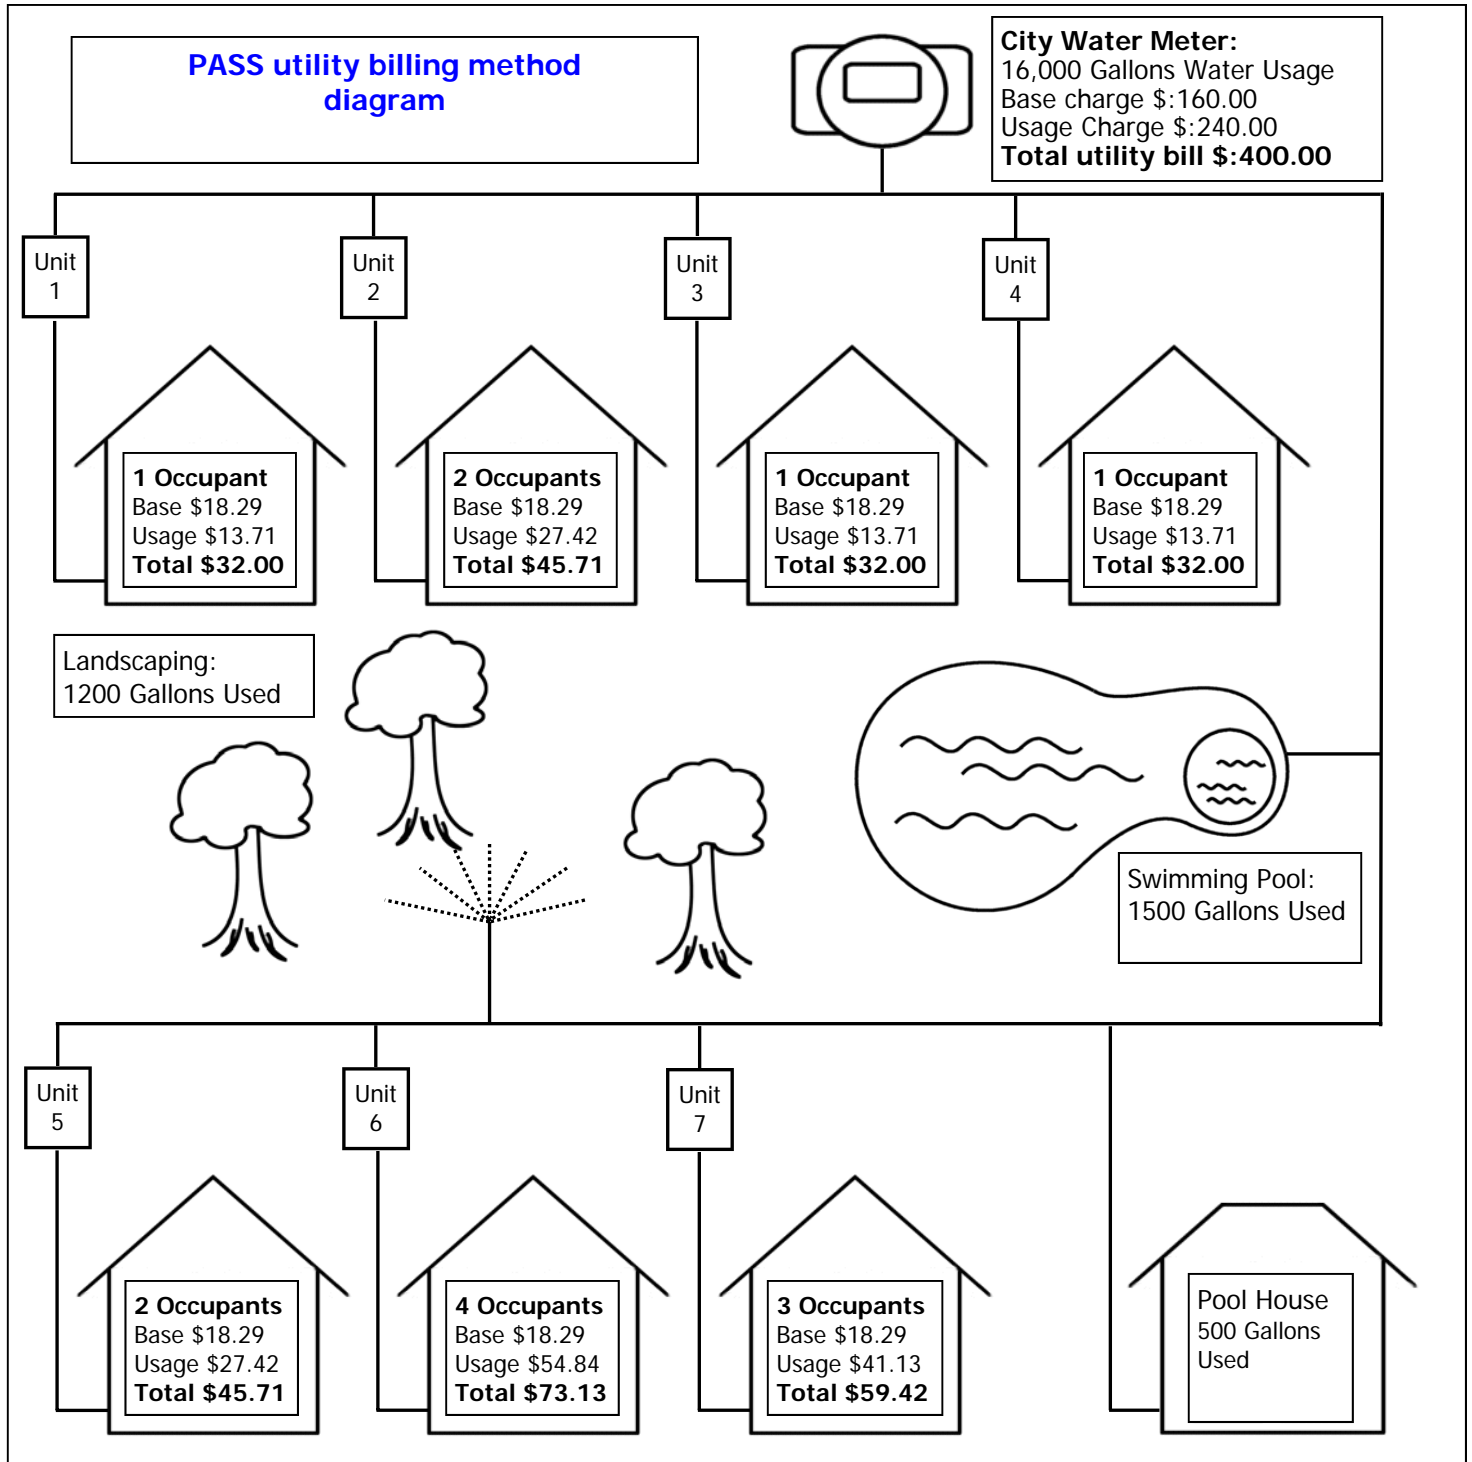 PASS utility billing method
diagram
City Water Meter:
16,000 Gallons Water Usage
Base charge $:160.00
Usage Charge $:240.00
Total utility bill $:400.00
Unit
1
Unit
2
Unit
3
Unit
4
1 Occupant
Base $18.29
Usage $13.71
Total $32.00
2 Occupants
Base $18.29
Usage $27.42
Total $45.71
1 Occupant
Base $18.29
Usage $13.71
Total $32.00
1 Occupant
Base $18.29
Usage $13.71
Total $32.00
Landscaping:
1200 Gallons Used
Swimming Pool:
1500 Gallons Used
Unit
5
Unit
6
Unit
7
2 Occupants
Base $18.29
Usage $27.42
Total $45.71
4 Occupants
Base $18.29
Usage $54.84
Total $73.13
3 Occupants
Base $18.29
Usage $41.13
Total $59.42
Pool House
500 Gallons
Used